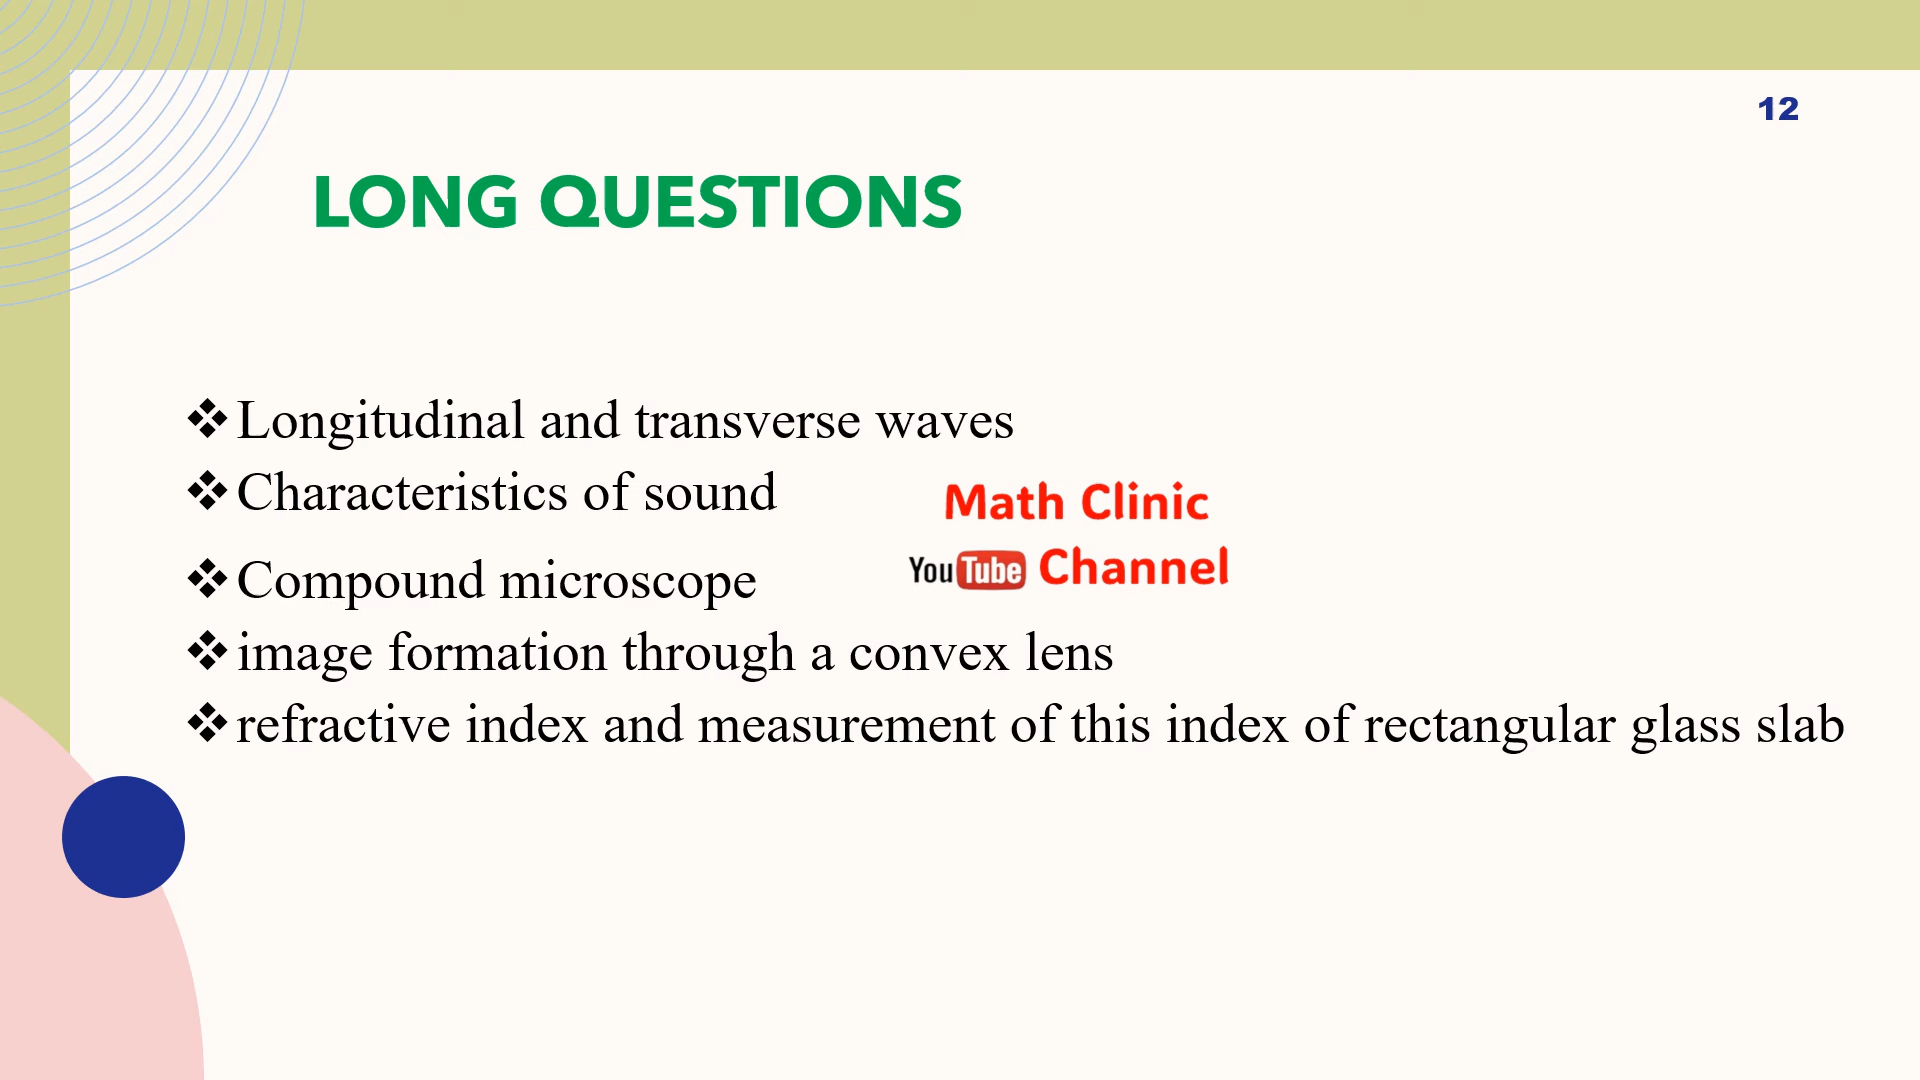 12
LONG QUESTIONS
❖Longitudinal and transverse waves
❖Characteristics of sound
Math Clinic
YouTube Channel
❖Compound microscope
❖image formation through a convex lens
❖refractive index and measurement of this index of rectangular glass slab